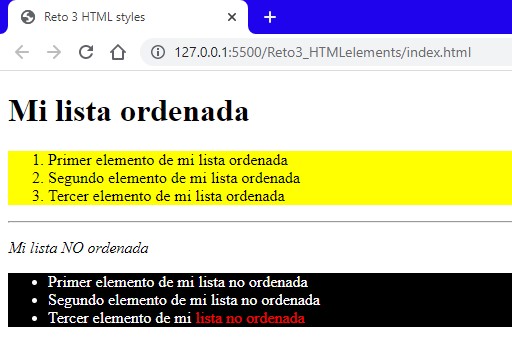 Reto 3 HTML styles
127.0.0.1:5500/Reto3_HTMLelements/index.html
Mi lista ordenada
1. Primer elemento de mi lista ordenada
2. Segundo elemento de mi lista ordenada
3. Tercer elemento de mi lista ordenada
Mi lista NO ordenada
• Primer elemento de mi lista no ordenada
• Segundo elemento de mi lista no ordenada
• Tercer elemento de mi lista no ordenada